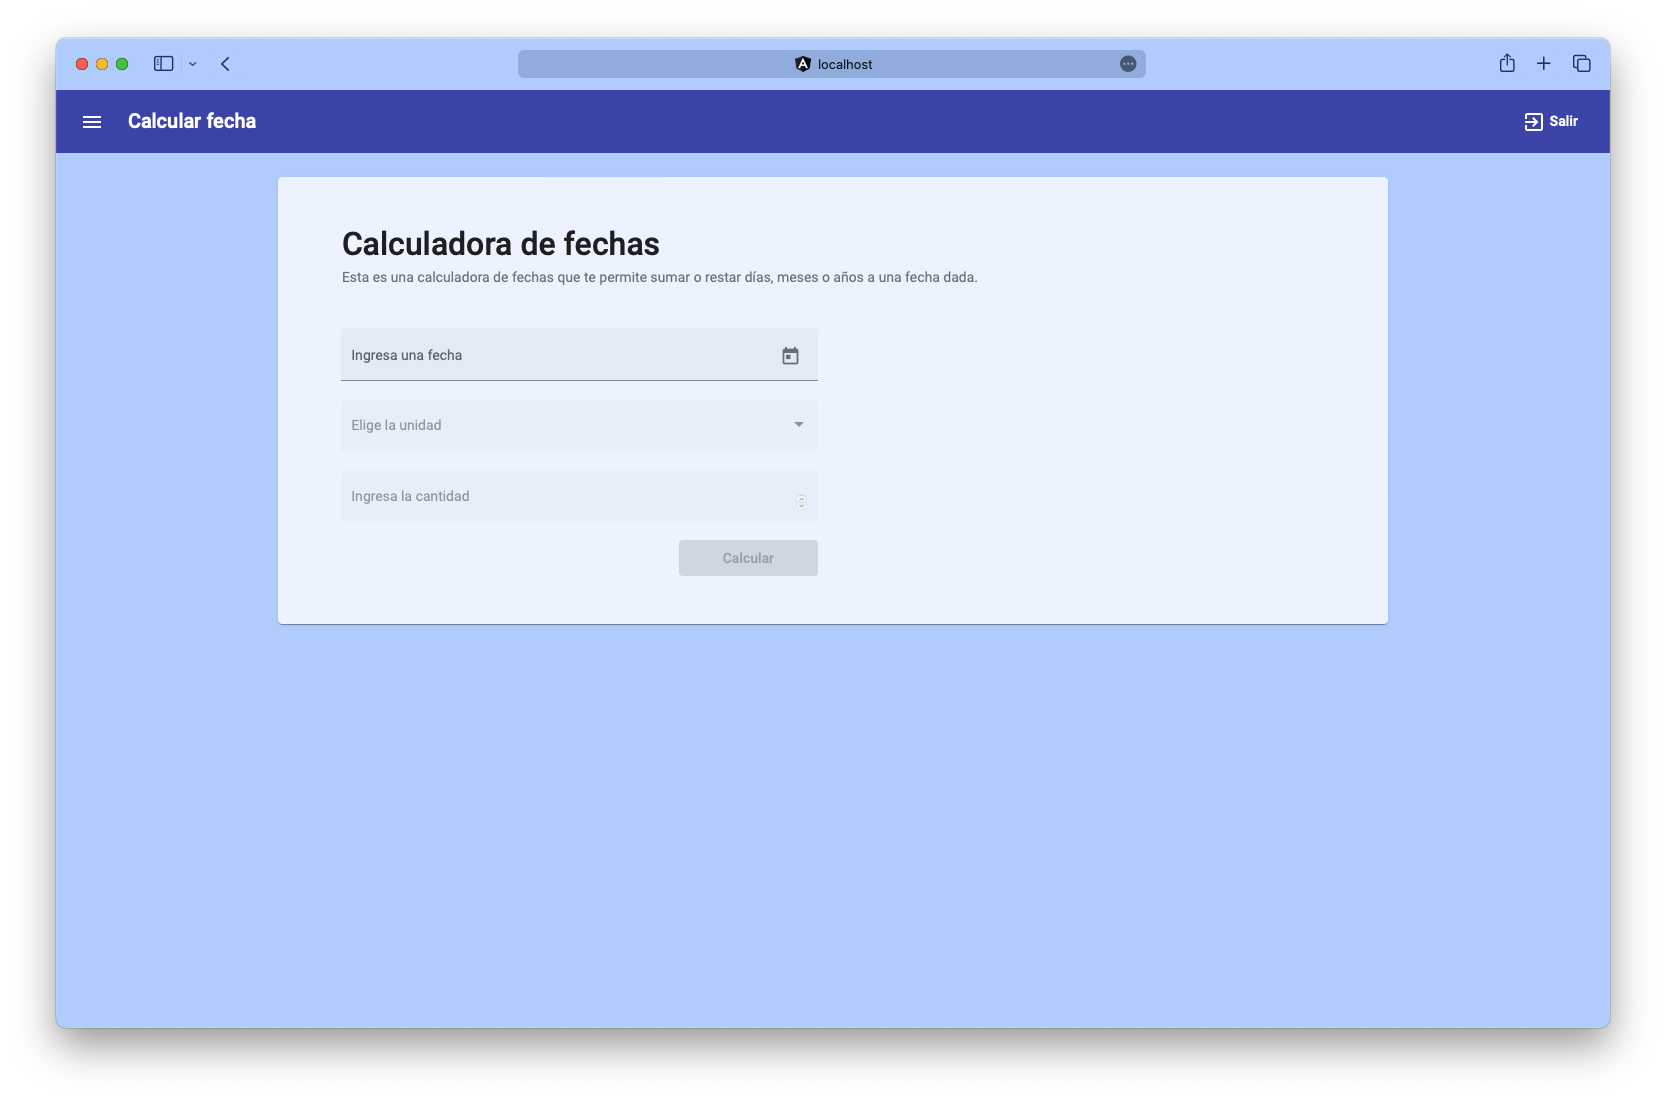 localhost
Calcular fecha
Salir
Calculadora de fechas
Esta es una calculadora de fechas que te permite sumar o restar días, meses o años a una fecha dada.
Ingresa una fecha
Elige la unidad
Ingresa la cantidad
Calcular